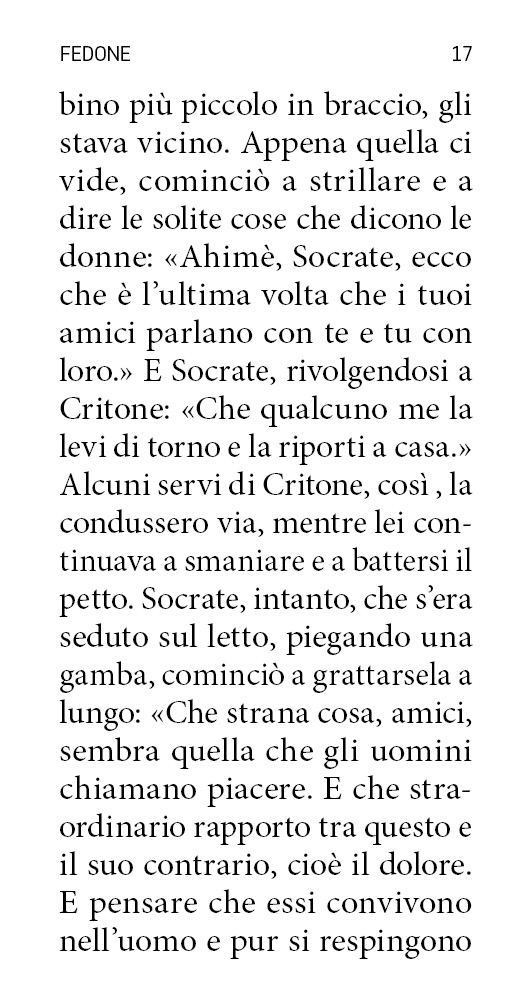 FEDONE 17
bino più piccolo in braccio, gli
stava vicino. Appena quella ci
vide, cominciò a strillare e a
dire le solite cose che dicono le
donne: «Ahimè, Socrate, ecco
che è l’ultima volta che i tuoi
amici parlano con te e tu con
loro.» E Socrate, rivolgendosi a
Critone: «Che qualcuno me la
levi di torno e la riporti a casa.»
Alcuni servi di Critone, così , la
condussero via, mentre lei con-
tinuava a smaniare e a battersi il
petto. Socrate, intanto, che s’era
seduto sul letto, piegando una
gamba, cominciò a grattarsela a
lungo: «Che strana cosa, amici,
sembra quella che gli uomini
chiamano piacere. E che stra-
ordinario rapporto tra questo e
il suo contrario, cioè il dolore.
E pensare che essi convivono
nell’uomo e pur si respingono